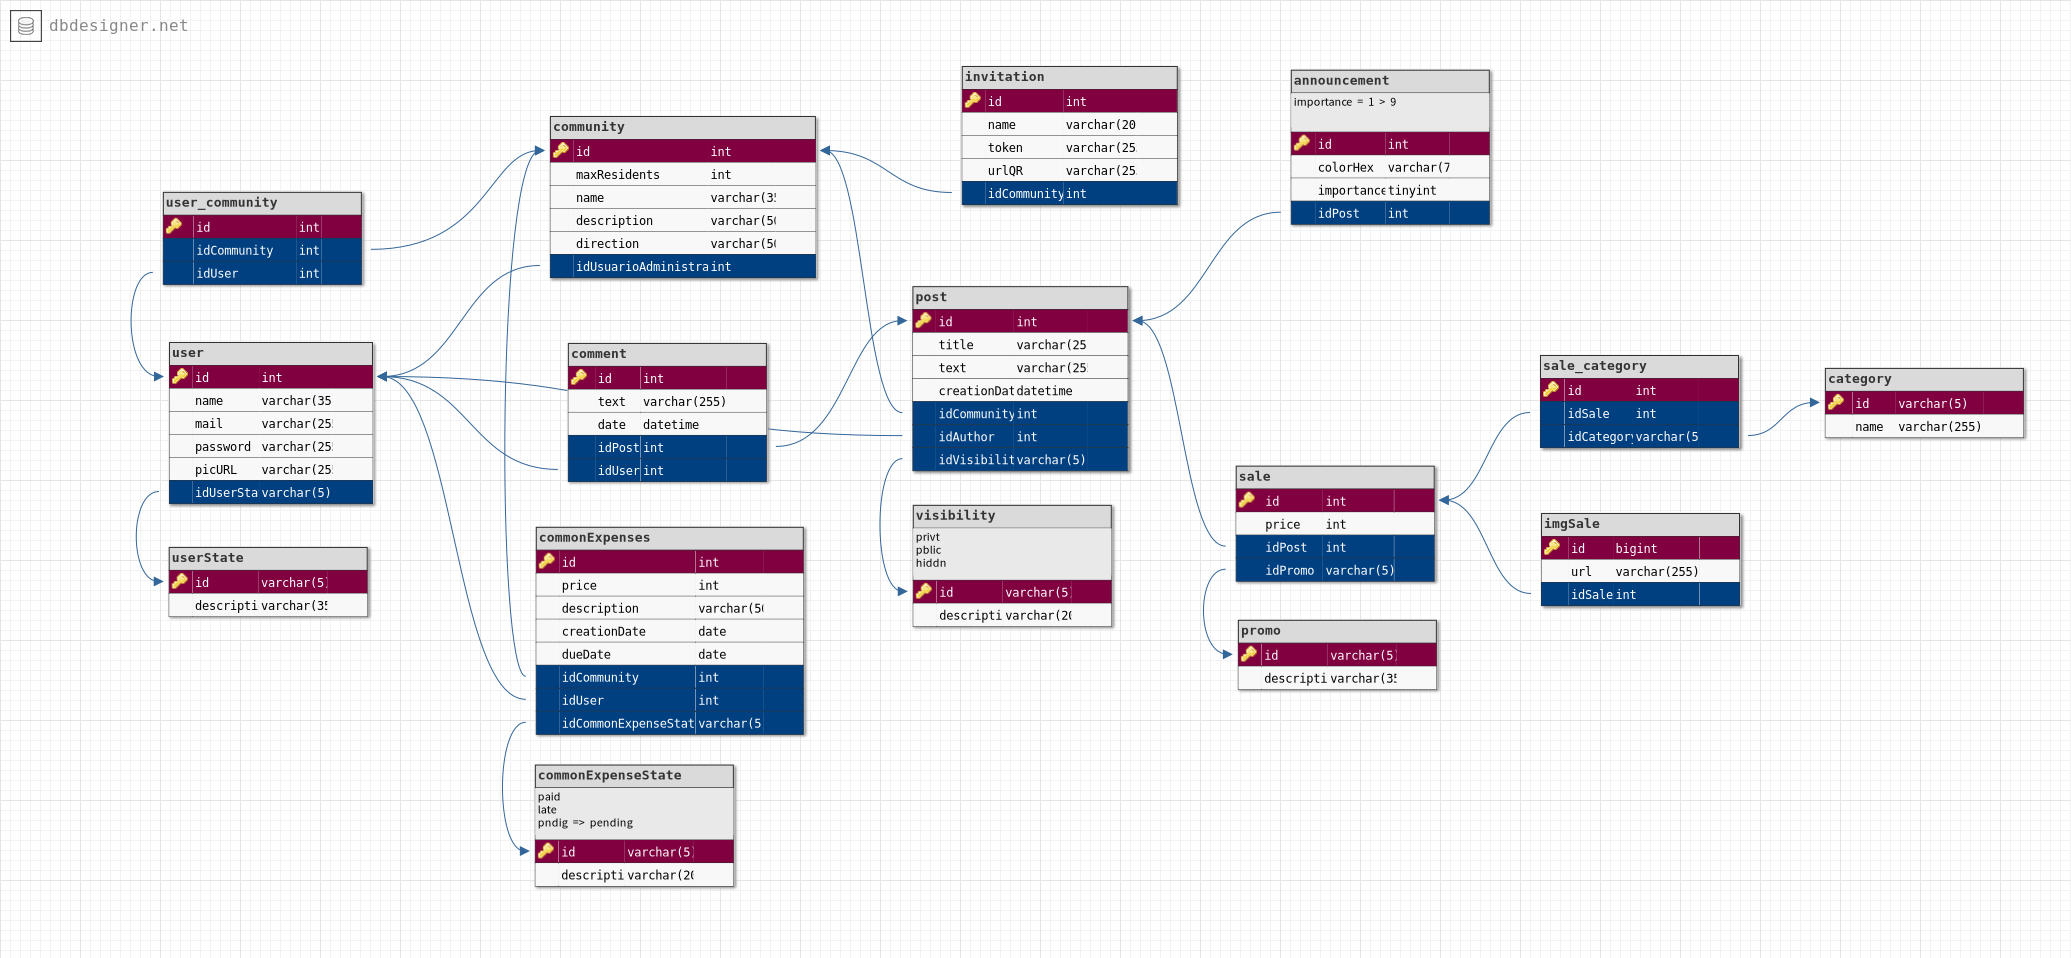 dbdesigner.net
user_community
id int
idCommunity int
idUser int
user
id int
name varchar(35
mail varchar(25
password varchar(25
picURL varchar(25
idUserSta varchar(5)
userState
id varchar(5)
descripti varchar(35
community
id int
maxResidents int
name varchar(35
description varchar(50
direction varchar(50
idUsuarioAdministra int
comment
id int
text varchar(255)
date datetime
idPost int
idUser int
commonExpenses
id int
price int
description varchar(50
creationDate date
dueDate date
idCommunity int
idUser int
idCommonExpenseStat varchar(5
commonExpenseState
paid
late
pndig => pending
id varchar(5)
descripti varchar(20
invitation
id int
name varchar(20
token varchar(25
urlQR varchar(25
idCommunity int
post
id int
title varchar(25
text varchar(25
creationDat datetime
idCommunity int
idAuthor int
idVisibilit varchar(5)
visibility
privt
pblic
hiddn
id varchar(5)
descripti varchar(20
announcement
importance = 1 > 9
id int
colorHex varchar(7
importance tinyint
idPost int
sale
id int
price int
idPost int
idPromo varchar(5)
promo
id varchar(5)
descripti varchar(35
sale_category
id int
idSale int
idCategory varchar(5
imgSale
id bigint
url varchar(255)
idSale int
category
id varchar(5)
name varchar(255)